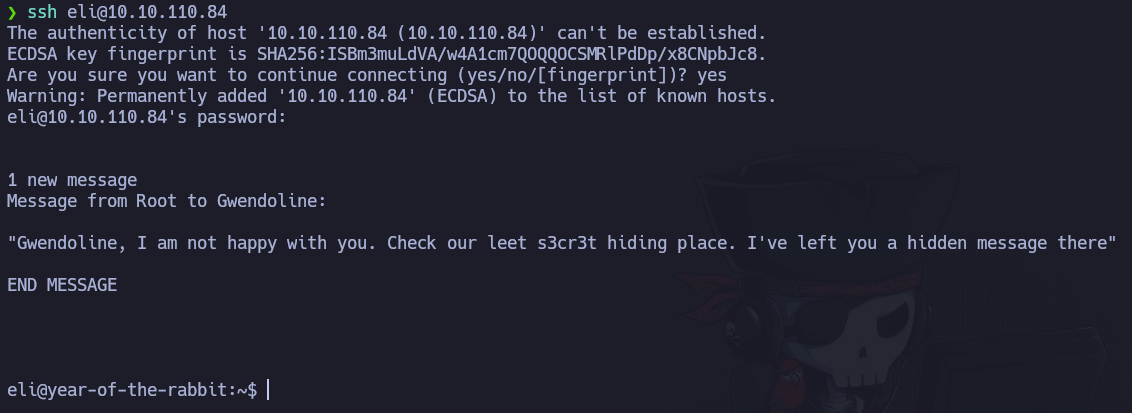 ❯ ssh eli@10.10.110.84
The authenticity of host '10.10.110.84 (10.10.110.84)' can't be established.
ECDSA key fingerprint is SHA256:ISBm3muLdVA/w4A1cm7QOQQOCSMRlPdDp/x8CNpbJc8.
Are you sure you want to continue connecting (yes/no/[fingerprint])? yes
Warning: Permanently added '10.10.110.84' (ECDSA) to the list of known hosts.
eli@10.10.110.84's password:
1 new message
Message from Root to Gwendoline:
"Gwendoline, I am not happy with you. Check our leet s3cr3t hiding place. I've left you a hidden message there"
END MESSAGE
eli@year-of-the-rabbit:~$